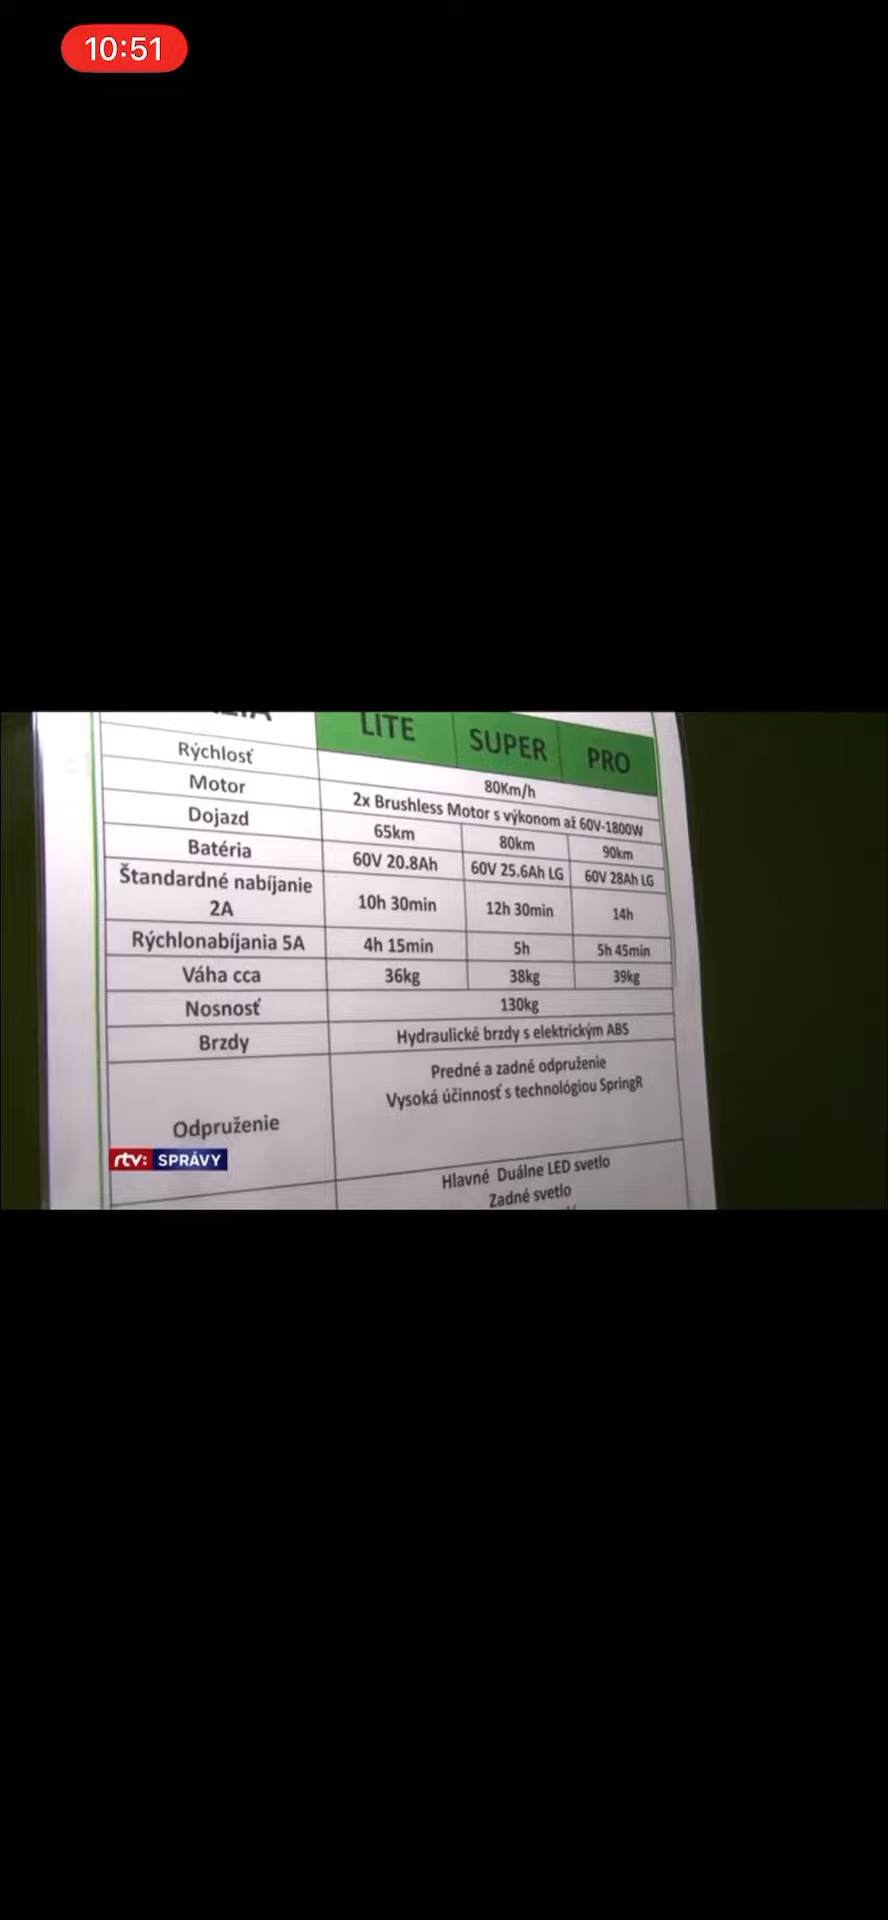 10:51
LITE SUPER PRO
Rýchlosť 80Km/h
Motor 2x Brushless Motor s výkonom až 60V-1800W
Dojazd 65km 80km 90km
Batéria 60V 20.8Ah 60V 25.6Ah LG 60V 28Ah LG
Štandardné nabíjanie
2A 10h 30min 12h 30min 14h
Rýchlonabíjania 5A 4h 15min 5h 5h 45min
Váha cca 36kg 38kg 39kg
Nosnosť 130kg
Brzdy Hydraulické brzdy s elektrickým ABS
Odpruženie Predné a zadné odpruženie
Vysoká účinnosť s technológiou SpringR
rtv: SPRÁVY
Hlavné Duálne LED svetlo
Zadné svetlo